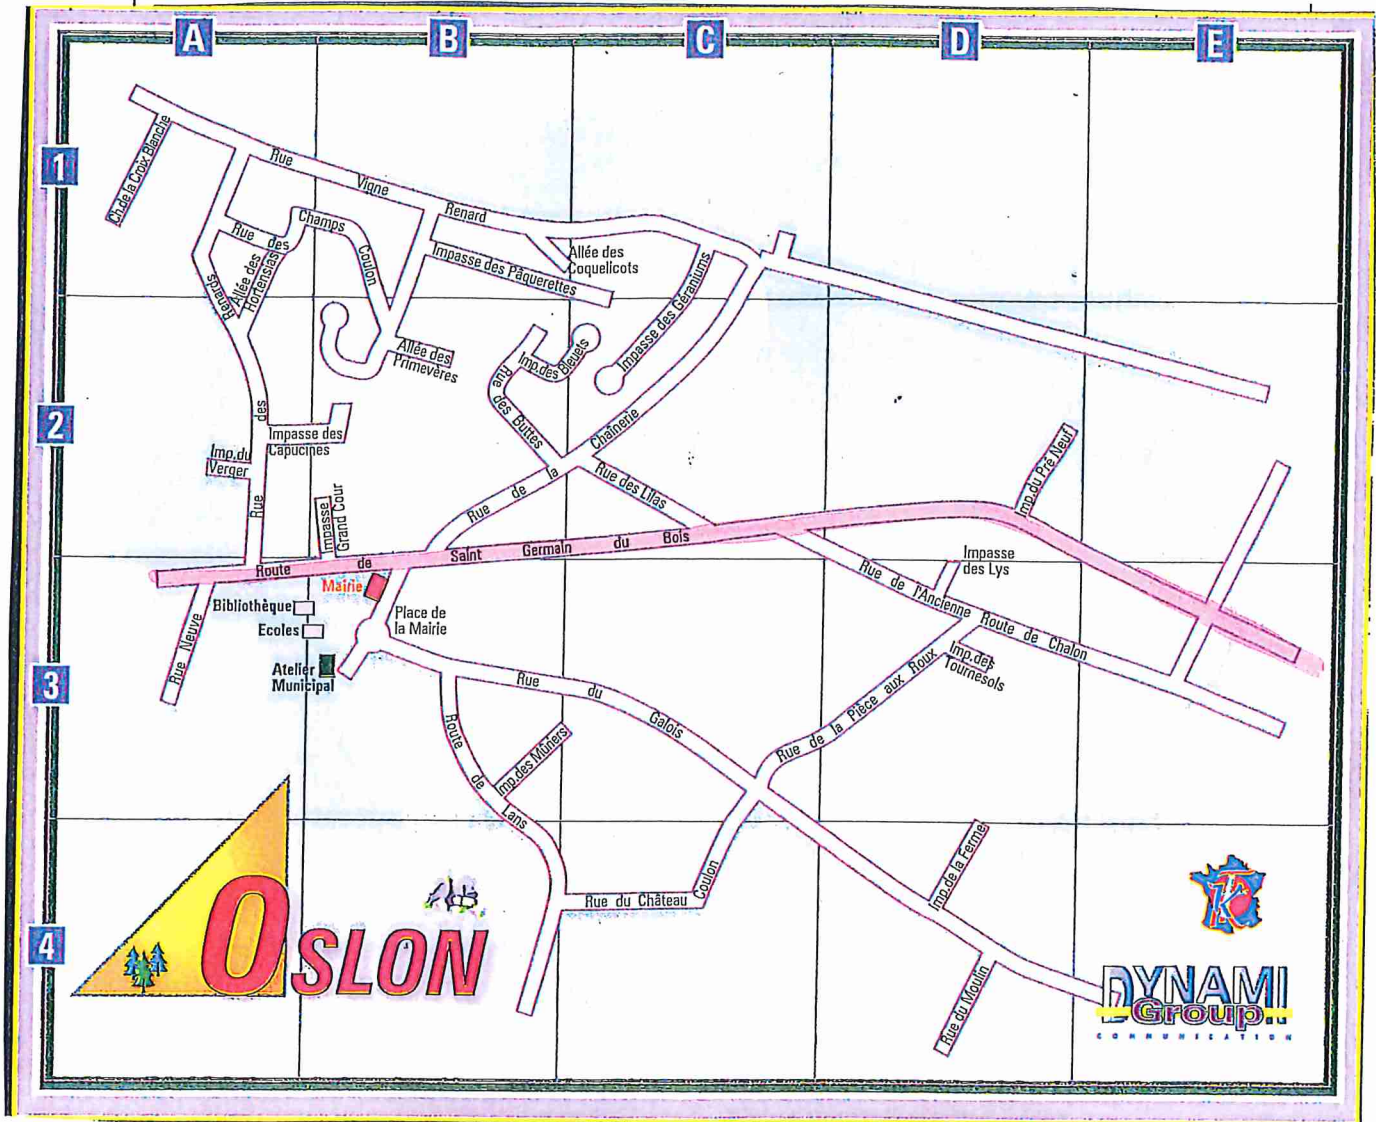 A
B
C
D
E
1
2
3
4
Ch.de la Croix Blanche
Rue
Vigne
Renard
Rue des
Champs
Coulon
Allée des
Hortensias
Renards
des
Rue
Impasse des Pâquerettes
Allée des
Coquelicots
Impasse des Géraniums
Allée des
Primevères
Imp.des Bleuets
Rue
des Buttes
Impasse des
Capucines
Imp.du
Verger
Impasse
Grand Cour
Rue de la
Chaînerie
Rue des Lilas
Imp.du Pré Neuf
Route de Saint Germain du Bois
Mairie
Bibliothèque
Ecoles
Place de
la Mairie
Atelier
Municipal
Rue Neuve
Impasse
des Lys
Rue de l'Ancienne Route de Chalon
Imp.des
Tournesols
Rue de la Pièce aux Roux
Rue du Galois
Route de Lans
Imp.des Mûriers
Rue du Château
Coulon
Imp.de la Ferme
Rue du Moulin
OSLON
DYNAMI
Group
COMMUNICATION